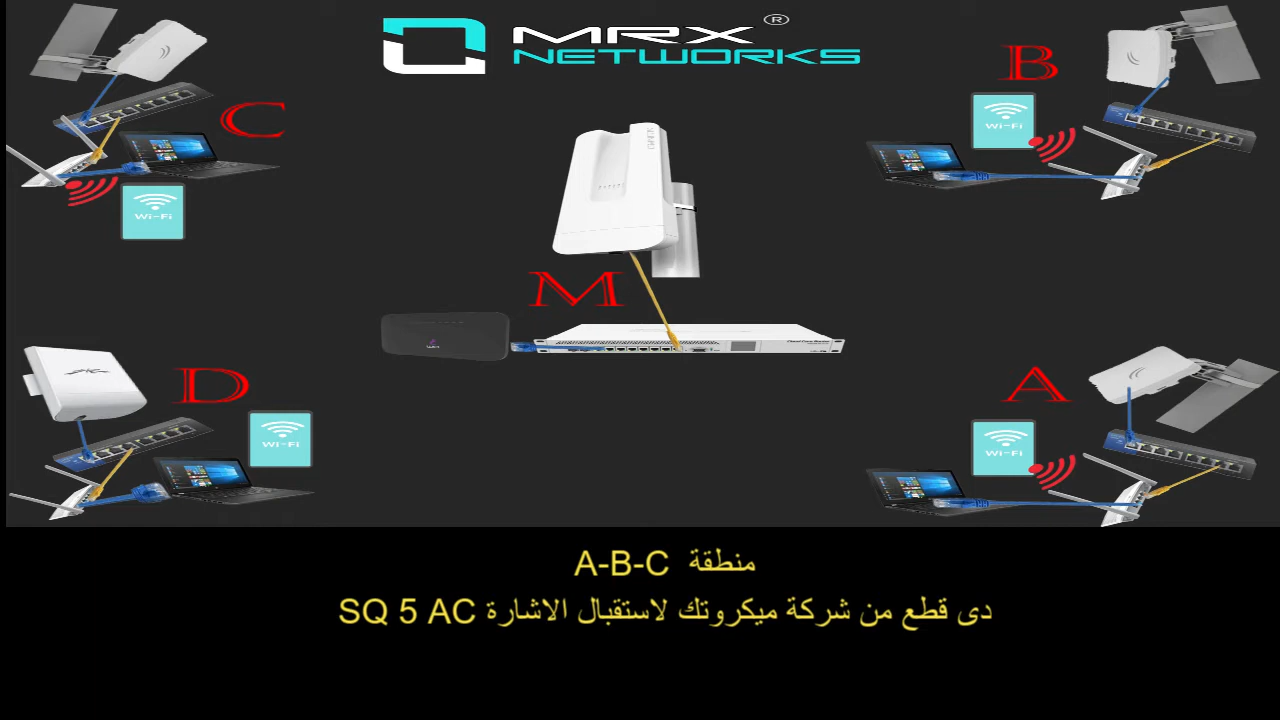 MRX ®
NETWORKS
C
B
Wi-Fi
Wi-Fi
M
D
A
Wi-Fi
Wi-Fi
منطقة A-B-C
دى قطع من شركة ميكروتك لاستقبال الاشارة SQ 5 AC